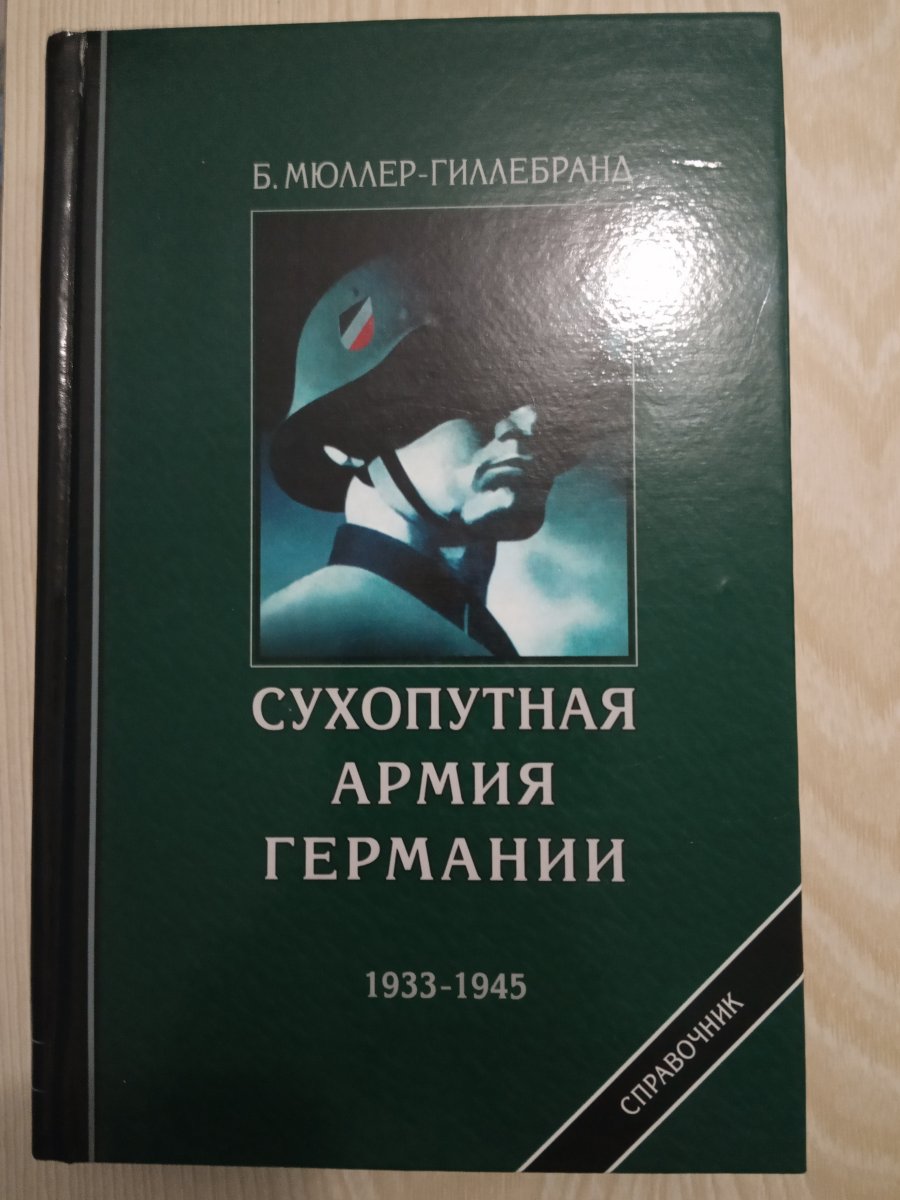 Б. МЮЛЛЕР-ГИЛЛЕБРАНД
СУХОПУТНАЯ
АРМИЯ
ГЕРМАНИИ
1933-1945
СПРАВОЧНИК